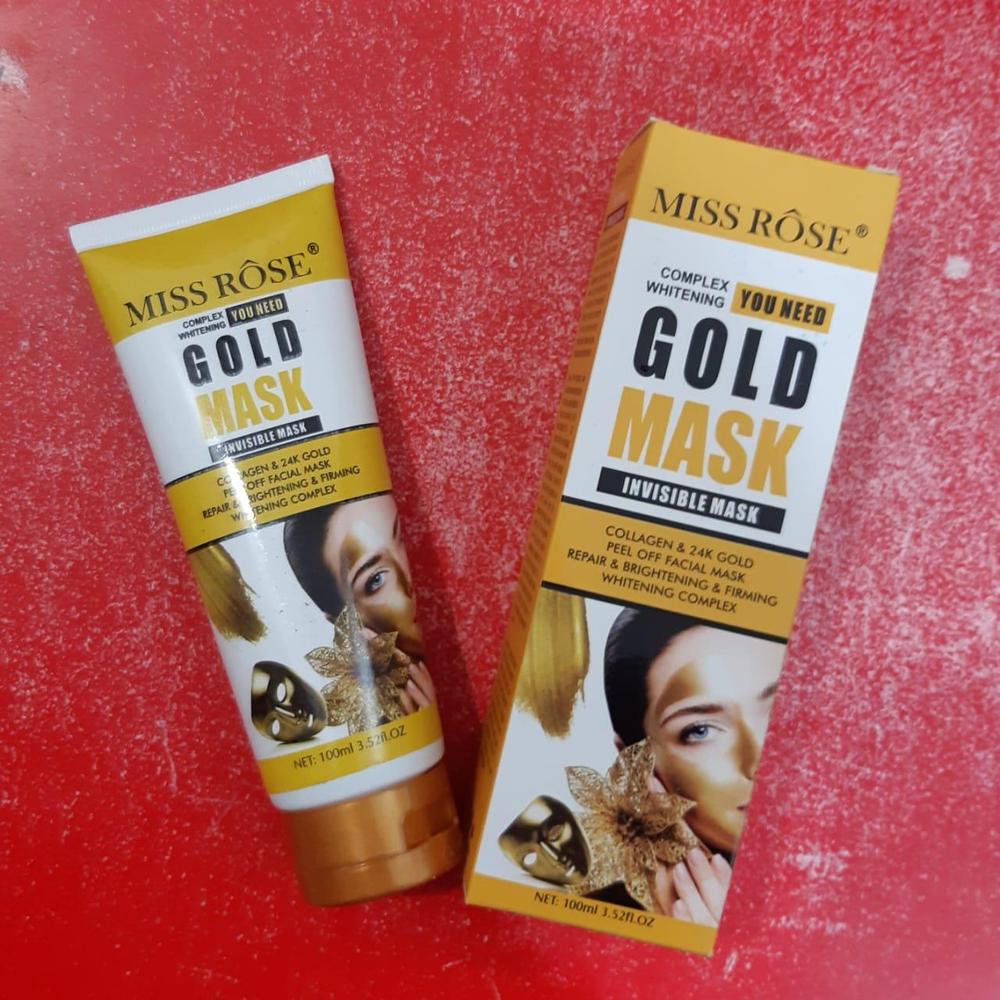 MISS RÔSE®
COMPLEX
WHITENING YOU NEED
GOLD
MASK
INVISIBLE MASK
COLLAGEN & 24K GOLD
PEEL OFF FACIAL MASK
REPAIR & BRIGHTENING & FIRMING
WHITENING COMPLEX
NET: 100ml 3.52fl.OZ
MISS RÔSE®
COMPLEX
WHITENING YOU NEED
GOLD
MASK
INVISIBLE MASK
COLLAGEN & 24K GOLD
PEEL OFF FACIAL MASK
REPAIR & BRIGHTENING & FIRMING
WHITENING COMPLEX
NET: 100ml 3.52fl.OZ